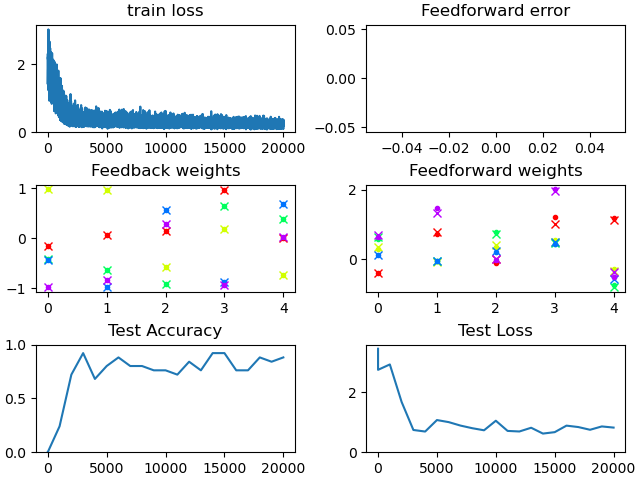 train loss
Feedforward error
2
0
0 5000 10000 15000 20000
0.05
0.00
−0.05
−0.04 −0.02 0.00 0.02 0.04
Feedback weights
Feedforward weights
1
0
−1
0 1 2 3 4
2
0
0 1 2 3 4
Test Accuracy
Test Loss
1.0
0.5
0.0
0 5000 10000 15000 20000
2
0
0 5000 10000 15000 20000